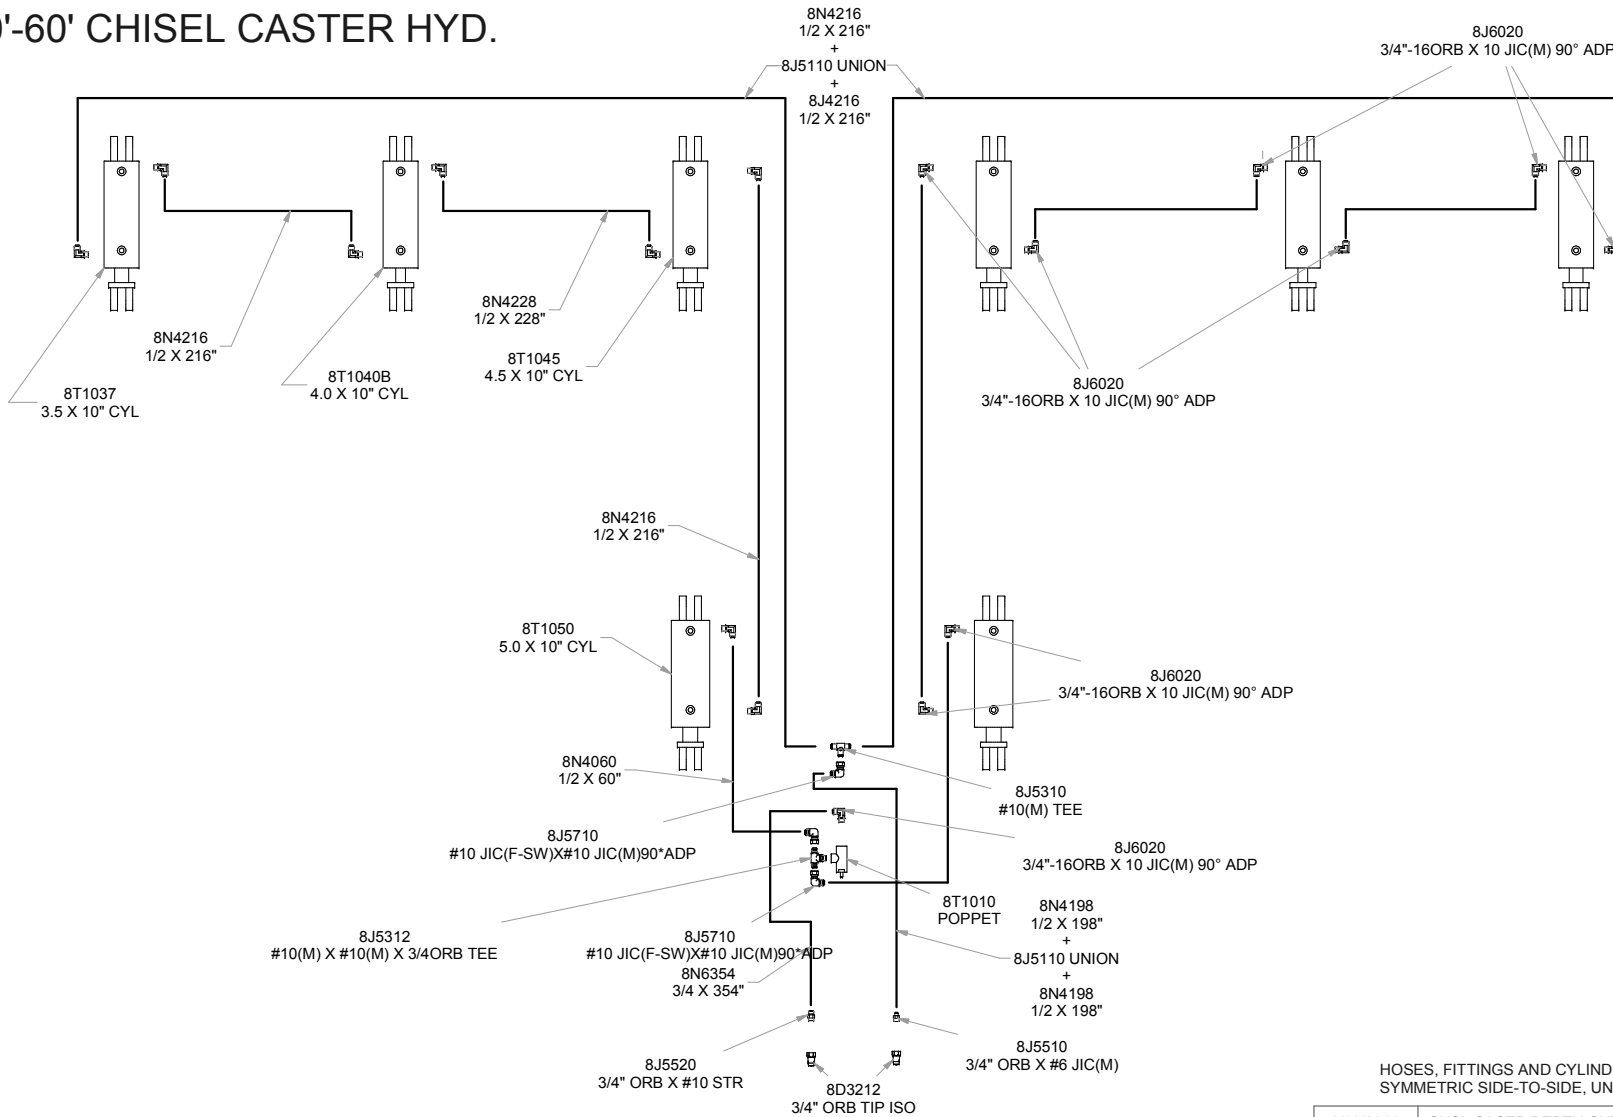 '-60' CHISEL CASTER HYD.
8N4216
1/2 X 216"
+
8J5110 UNION
+
8J4216
1/2 X 216"
8J6020
3/4"-16ORB X 10 JIC(M) 90° ADP
8N4216
1/2 X 216"
8T1037
3.5 X 10" CYL
8T1040B
4.0 X 10" CYL
8N4228
1/2 X 228"
8T1045
4.5 X 10" CYL
8J6020
3/4"-16ORB X 10 JIC(M) 90° ADP
8N4216
1/2 X 216"
8T1050
5.0 X 10" CYL
8J6020
3/4"-16ORB X 10 JIC(M) 90° ADP
8N4060
1/2 X 60"
8J5310
#10(M) TEE
8J5710
#10 JIC(F-SW)X#10 JIC(M)90*ADP
8J6020
3/4"-16ORB X 10 JIC(M) 90° ADP
8T1010
POPPET
8J5312
#10(M) X #10(M) X 3/4ORB TEE
8J5710
#10 JIC(F-SW)X#10 JIC(M)90*ADP
8N6354
3/4 X 354"
8N4198
1/2 X 198"
+
8J5110 UNION
+
8N4198
1/2 X 198"
8J5520
3/4" ORB X #10 STR
8J5510
3/4" ORB X #6 JIC(M)
8D3212
3/4" ORB TIP ISO
HOSES, FITTINGS AND CYLIND
SYMMETRIC SIDE-TO-SIDE, UN